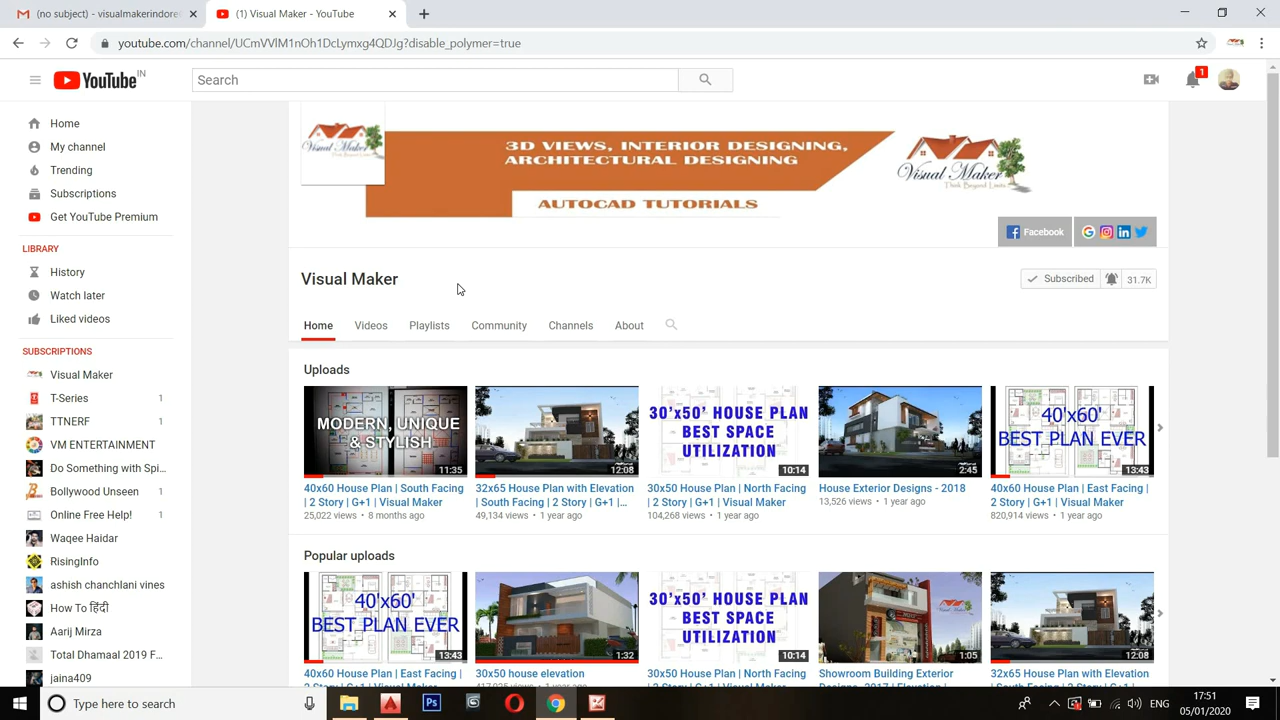 (no subject) - visualmakerindore
(1) Visual Maker - YouTube
youtube.com/channel/UCmVVlM1nOh1DcLymxg4QDJg?disable_polymer=true
YouTube IN
Search
1
Home
My channel
Trending
Subscriptions
Get YouTube Premium
LIBRARY
History
Watch later
Liked videos
SUBSCRIPTIONS
Visual Maker
T-Series 1
TTNERF 1
VM ENTERTAINMENT
Do Something with Spi...
Bollywood Unseen 1
Online Free Help! 1
Waqee Haidar
RisingInfo
ashish chanchlani vines
How To हिंदी
Aarij Mirza
Total Dhamaal 2019 F...
jaina409
Visual Maker
3D VIEWS, INTERIOR DESIGNING,
ARCHITECTURAL DESIGNING
AUTOCAD TUTORIALS
Visual Maker
Think Beyond Limits
Facebook
Visual Maker
Subscribed 31.7K
Home Videos Playlists Community Channels About
Uploads
MODERN, UNIQUE
& STYLISH
11:35
40x60 House Plan | South Facing
| 2 Story | G+1 | Visual Maker
25,022 views • 8 months ago
12:08
32x65 House Plan with Elevation
| South Facing | 2 Story | G+1 |...
49,134 views • 1 year ago
30'x50' HOUSE PLAN
BEST SPACE
UTILIZATION
10:14
30x50 House Plan | North Facing
| 2 Story | G+1 | Visual Maker
104,268 views • 1 year ago
2:45
House Exterior Designs - 2018
13,526 views • 1 year ago
40'x60'
BEST PLAN EVER
13:43
40x60 House Plan | East Facing |
2 Story | G+1 | Visual Maker
820,914 views • 1 year ago
Popular uploads
40'x60'
BEST PLAN EVER
13:43
40x60 House Plan | East Facing |
1:32
30x50 house elevation
30'x50' HOUSE PLAN
BEST SPACE
UTILIZATION
10:14
30x50 House Plan | North Facing
1:05
Showroom Building Exterior
12:08
32x65 House Plan with Elevation
Type here to search
Ps
ENG
17:51
05/01/2020